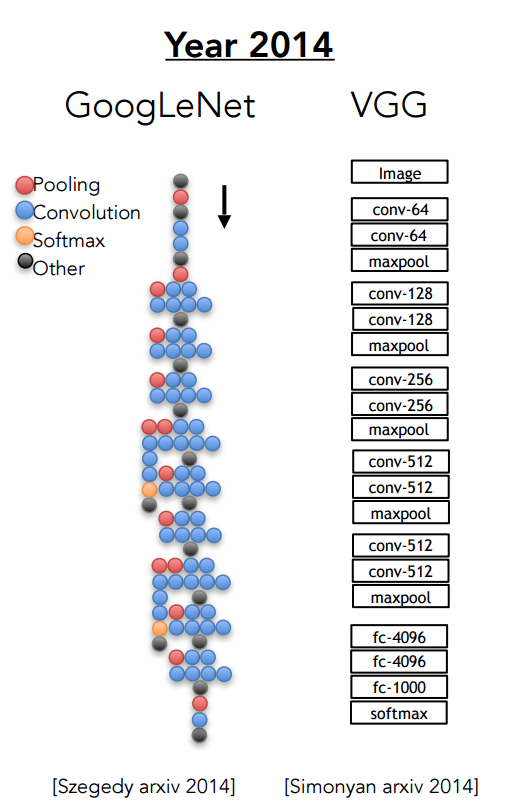 Year 2014
GoogLeNet
VGG
Pooling
Convolution
Softmax
Other
Image
conv-64
conv-64
maxpool
conv-128
conv-128
maxpool
conv-256
conv-256
maxpool
conv-512
conv-512
maxpool
conv-512
conv-512
maxpool
fc-4096
fc-4096
fc-1000
softmax
[Szegedy arxiv 2014]
[Simonyan arxiv 2014]